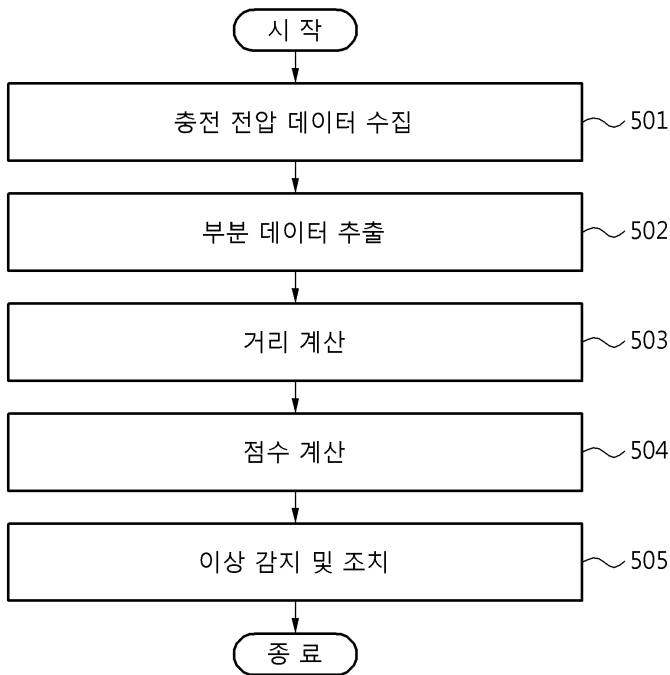 시 작
충전 전압 데이터 수집
501
부분 데이터 추출
502
거리 계산
503
점수 계산
504
이상 감지 및 조치
505
종 료